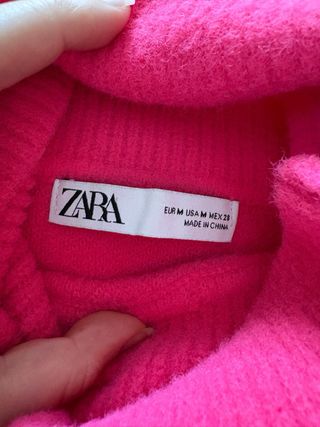 ZARA
EUR M USA M MEX 28
MADE IN CHINA